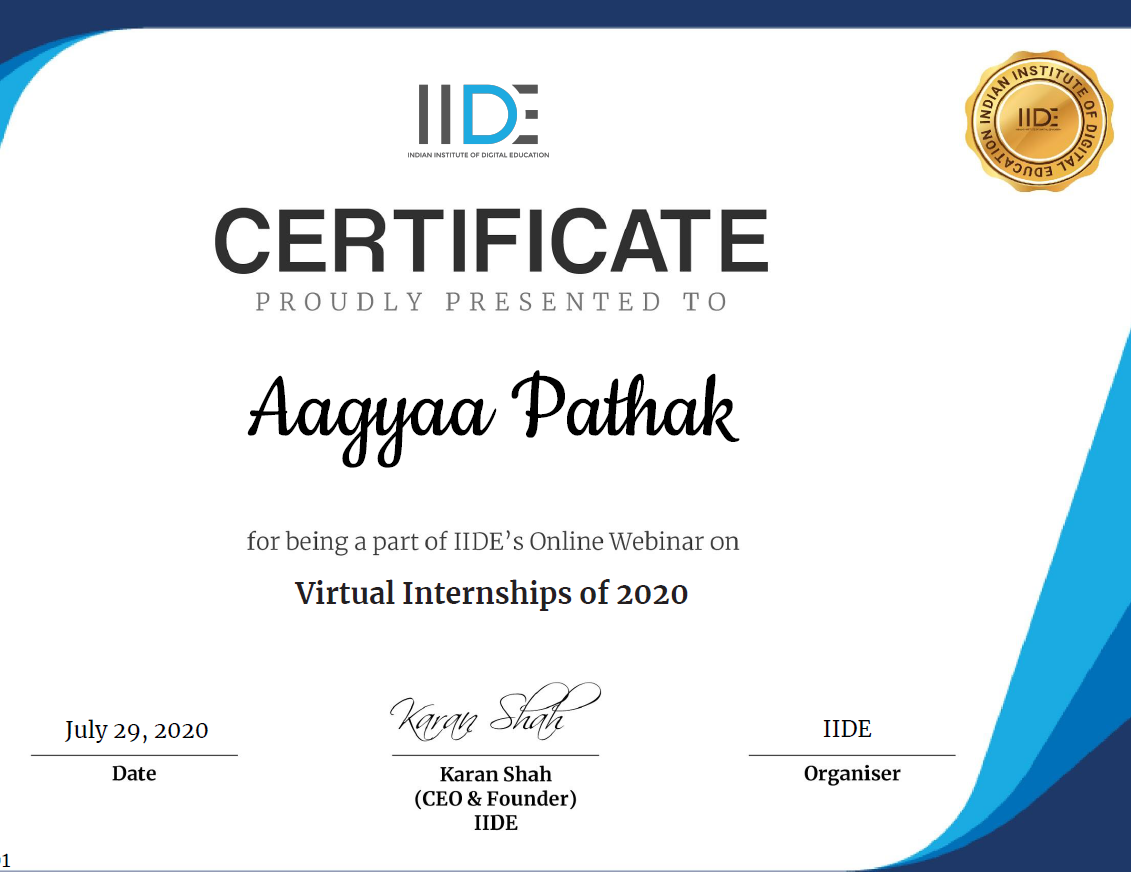 IIDE
INDIAN INSTITUTE OF DIGITAL EDUCATION
INDIAN INSTITUTE OF DIGITAL EDUCATION
IIDE
CERTIFICATE
PROUDLY PRESENTED TO
Aagyaa Pathak
for being a part of IIDE's Online Webinar on
Virtual Internships of 2020
July 29, 2020
Date
Karan Shah
Karan Shah
(CEO & Founder)
IIDE
IIDE
Organiser